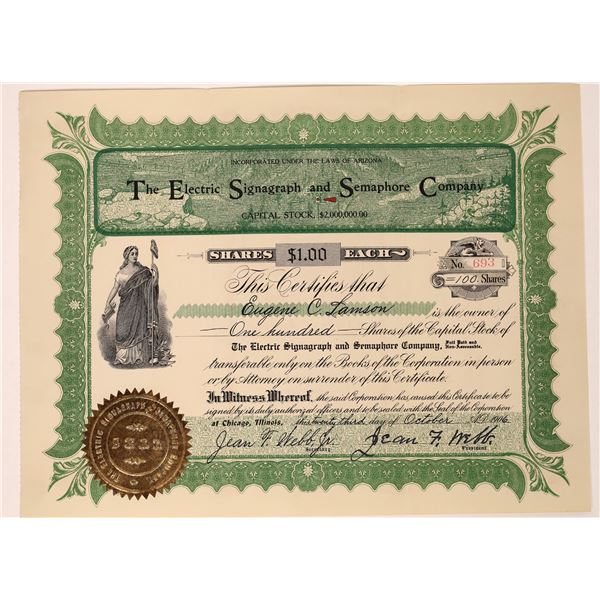 INCORPORATED UNDER THE LAWS OF ARIZONA
The Electric Signagraph and Semaphore Company
CAPITAL STOCK, $2,000,000.00
SHARES $1.00 EACH
No. 693
100 Shares
This Certifies that
Eugene C. Lamson is the owner of
One hundred Shares of the Capital Stock of
The Electric Signagraph and Semaphore Company, Full Paid and Non-Assessable,
transferable only on the Books of the Corporation in person
or by Attorney on surrender of this Certificate.
In Witness Whereof, the said Corporation has caused this Certificate to be
signed by its duly authorized officers and to be sealed with the Seal of the Corporation
at Chicago, Illinois, this twenty third day of October A.D. 1906
Jean F. Webb, Jr. Jean F. Webb
Secretary President